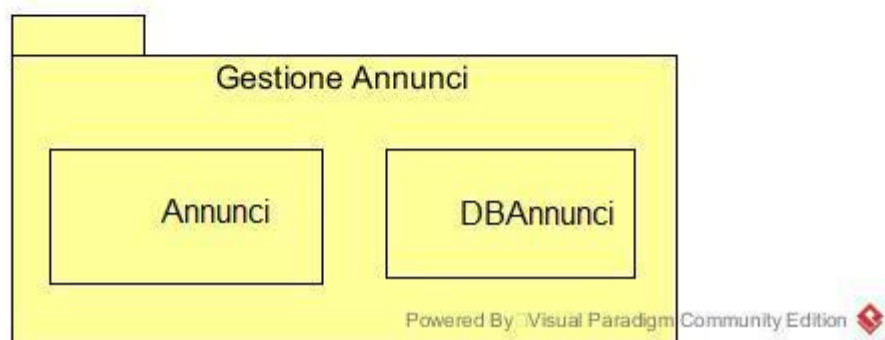 Gestione Annunci
Annunci
DBAnnunci
Powered By Visual Paradigm Community Edition